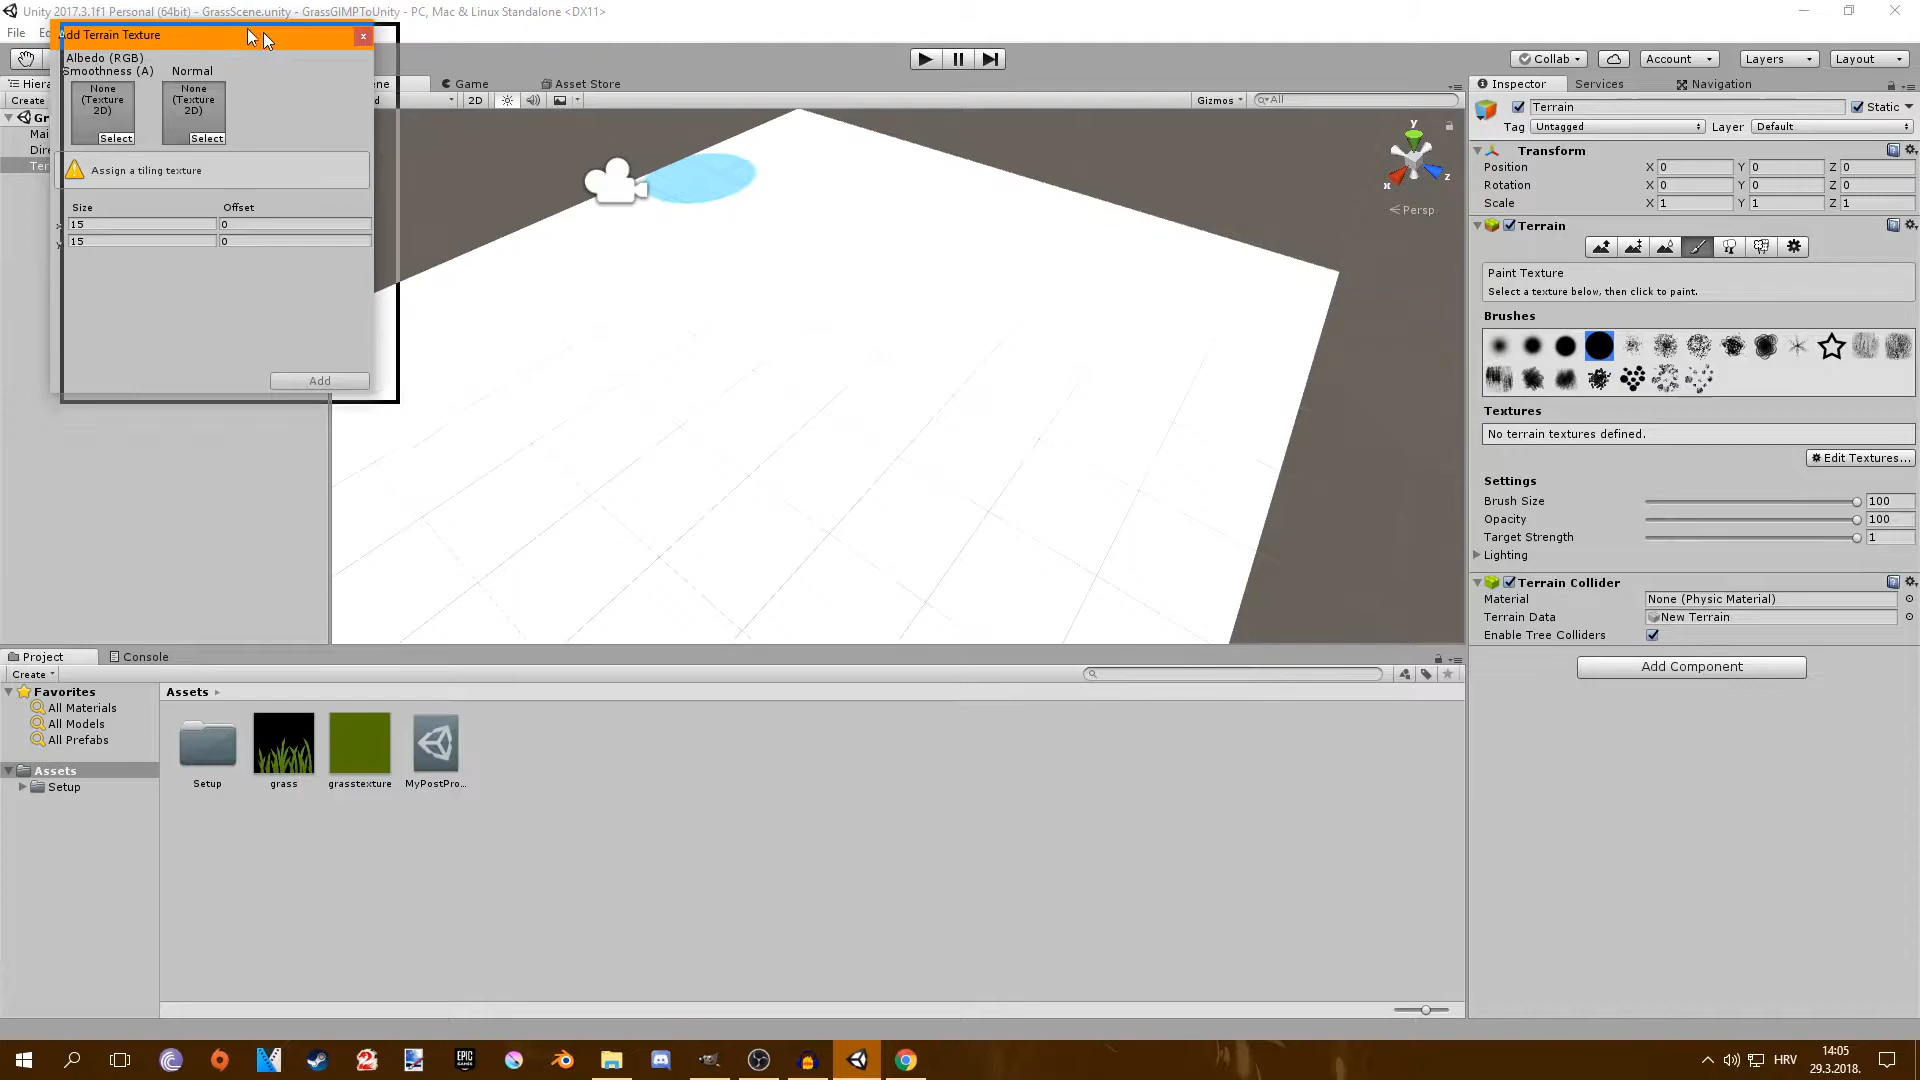 Unity 2017.3.1f1 Personal (64bit) - GrassScene.unity - GrassGIMPToUnity - PC, Mac & Linux Standalone <DX11>
File
Add Terrain Texture
Albedo (RGB)
Smoothness (A) Normal
None (Texture 2D) None (Texture 2D)
Select Select
Assign a tiling texture
Size Offset
15 0
15 0
Add
Collab Account Layers Layout
Game Asset Store
2D Gizmos All
Create
y
x z
Persp
Inspector Services Navigation
Terrain Static
Tag Untagged Layer Default
Transform
Position X 0 Y 0 Z 0
Rotation X 0 Y 0 Z 0
Scale X 1 Y 1 Z 1
Terrain
Paint Texture
Select a texture below, then click to paint.
Brushes
Textures
No terrain textures defined.
Edit Textures...
Settings
Brush Size 100
Opacity 100
Target Strength 1
Lighting
Terrain Collider
Material None (Physic Material)
Terrain Data New Terrain
Enable Tree Colliders
Add Component
Project Console
Create
Favorites
All Materials
All Models
All Prefabs
Assets
Setup
Assets
Setup grass grasstexture MyPostPro...
EPIC GAMES
HRV
14:05
29.3.2018.